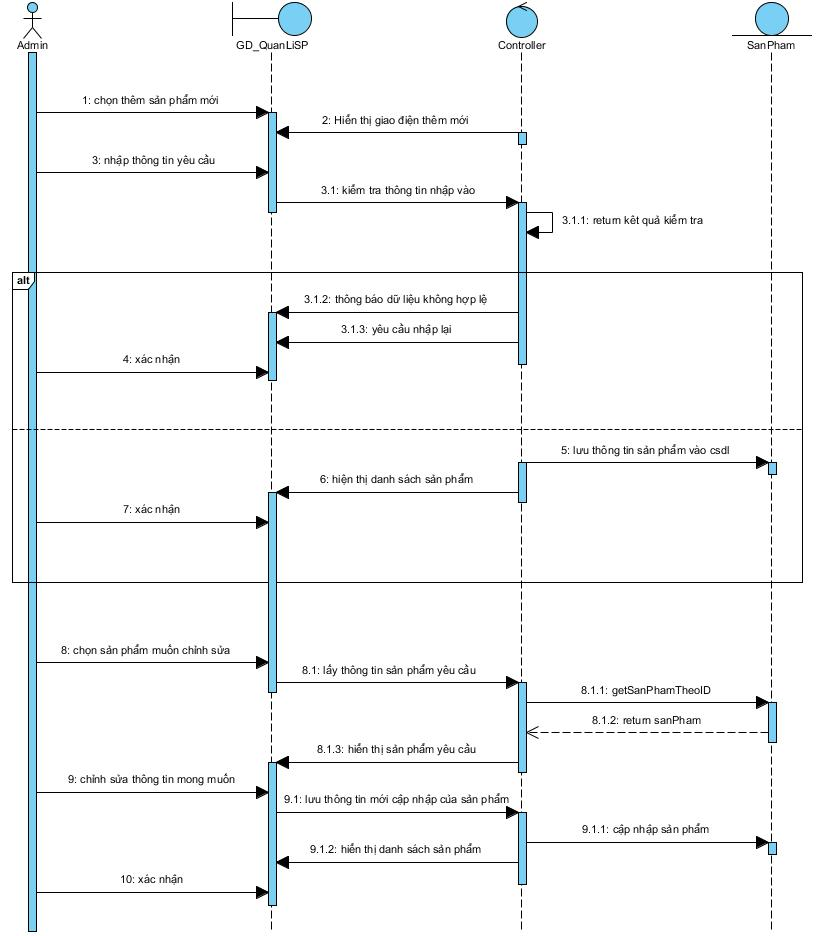 Admin
GD_QuanLiSP
Controller
SanPham
1: chọn thêm sản phẩm mới
2: Hiển thị giao điện thêm mới
3: nhập thông tin yêu cầu
3.1: kiểm tra thông tin nhập vào
3.1.1: return kêt quả kiểm tra
alt
3.1.2: thông báo dữ liệu không hợp lệ
3.1.3: yêu cầu nhập lại
4: xác nhận
5: lưu thông tin sản phẩm vào csdl
6: hiện thị danh sách sản phẩm
7: xác nhận
8: chọn sản phẩm muốn chỉnh sửa
8.1: lấy thông tin sản phẩm yêu cầu
8.1.1: getSanPhamTheoID
8.1.2: return sanPham
8.1.3: hiển thị sản phẩm yêu cầu
9: chỉnh sửa thông tin mong muốn
9.1: lưu thông tin mới cập nhập của sản phẩm
9.1.1: cập nhập sản phẩm
9.1.2: hiển thị danh sách sản phẩm
10: xác nhận